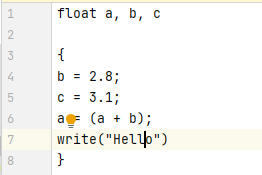 1 float a, b, c
2
3 {
4 b = 2.8;
5 c = 3.1;
6 a = (a + b);
7 write("Hello")
8 }